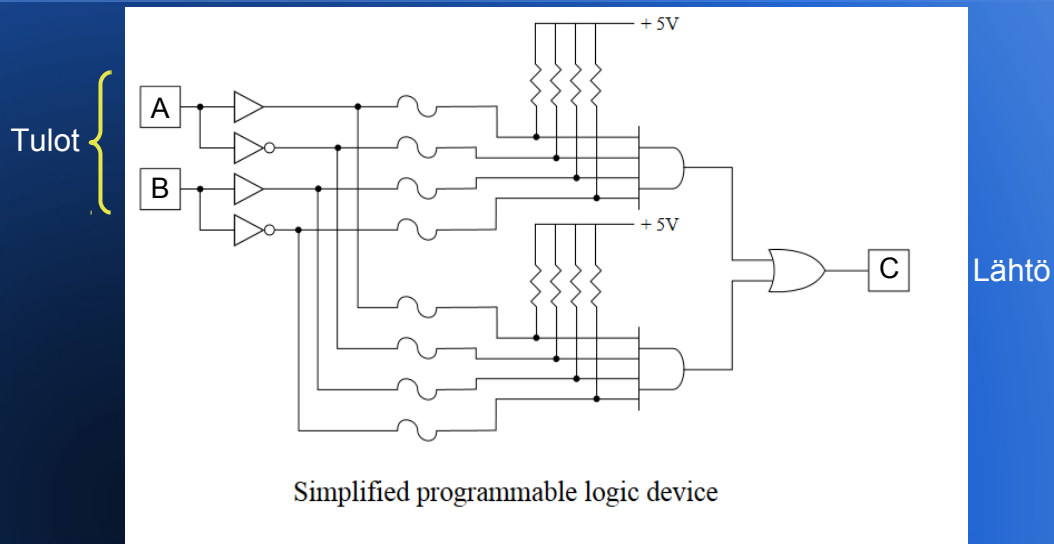 + 5V
A
Tulot
B
+ 5V
C
Lähtö
Simplified programmable logic device